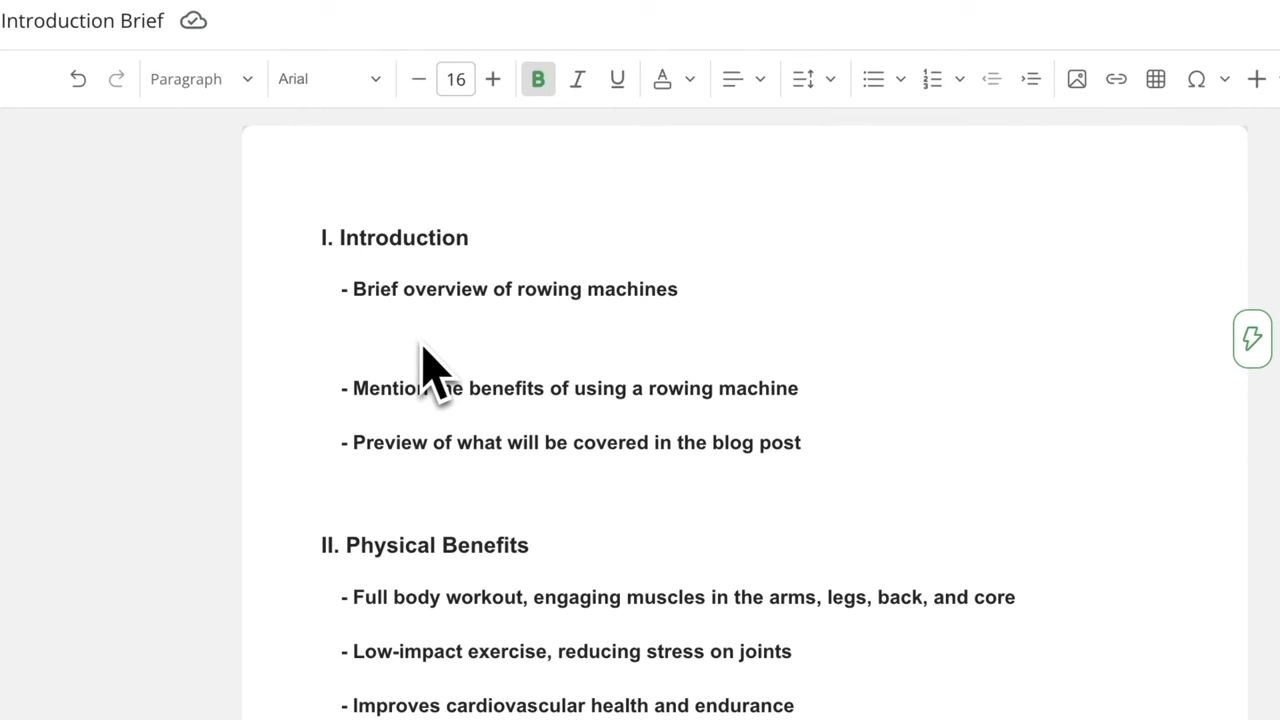 Introduction Brief
Paragraph Arial 16 B I U A
I. Introduction
- Brief overview of rowing machines
- Mention the benefits of using a rowing machine
- Preview of what will be covered in the blog post
II. Physical Benefits
- Full body workout, engaging muscles in the arms, legs, back, and core
- Low-impact exercise, reducing stress on joints
- Improves cardiovascular health and endurance